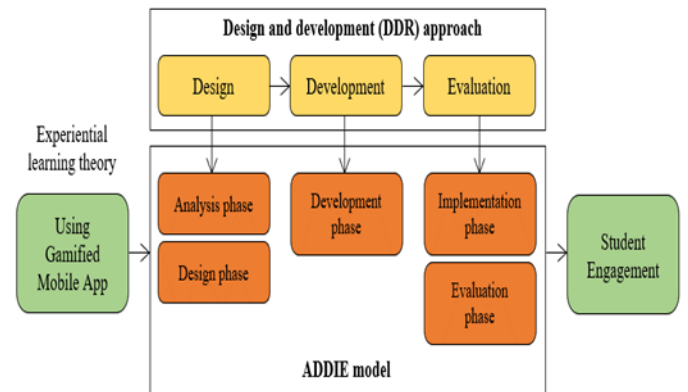 Design and development (DDR) approach
Design
Development
Evaluation
Experiential
learning theory
Using
Gamified
Mobile App
Analysis phase
Design phase
Development
phase
Implementation
phase
Evaluation
phase
Student
Engagement
ADDIE model